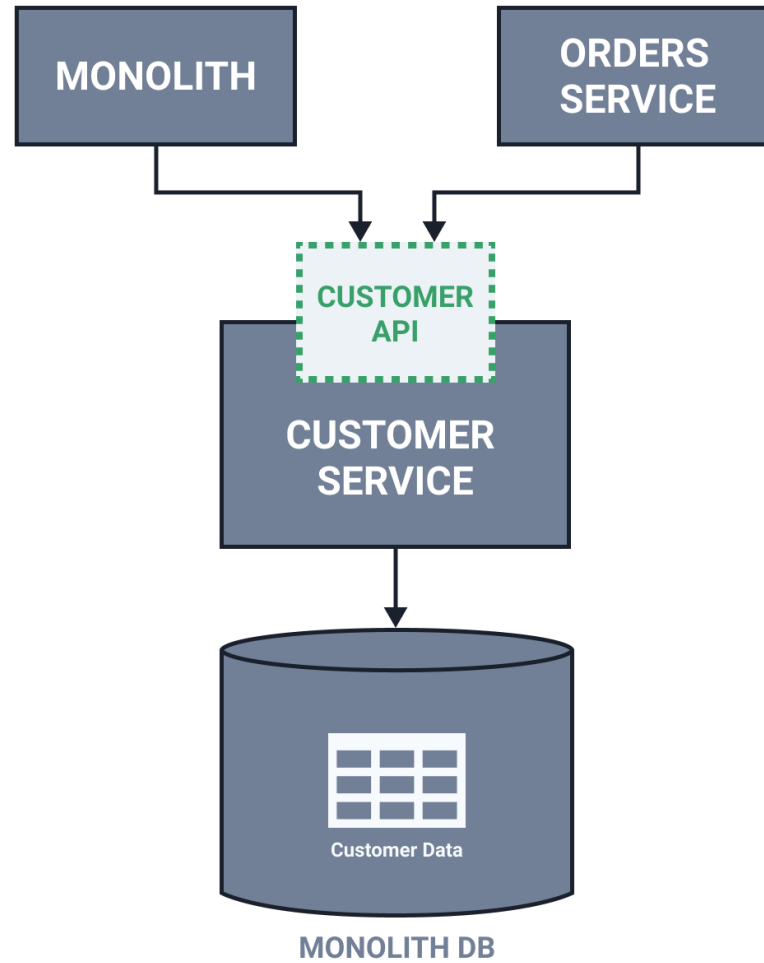 MONOLITH
ORDERS
SERVICE
CUSTOMER
API
CUSTOMER
SERVICE
Customer Data
MONOLITH DB